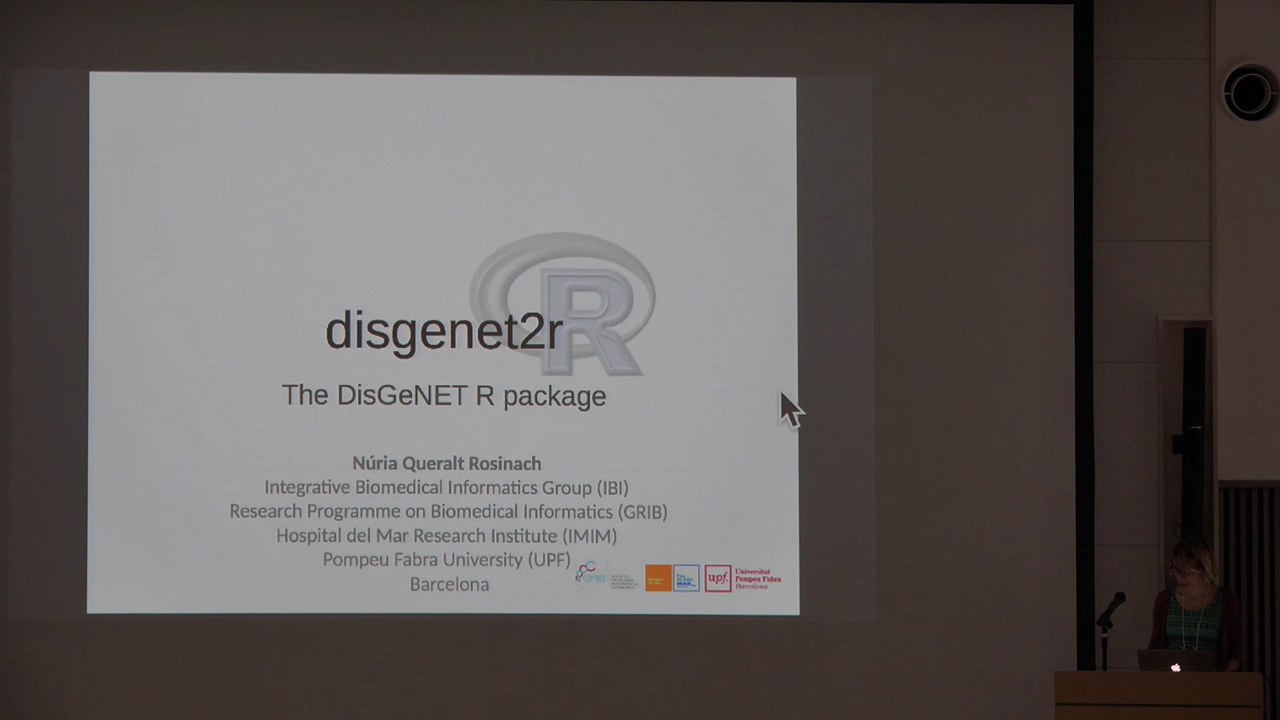 R
disgenet2r
The DisGeNET R package
Núria Queralt Rosinach
Integrative Biomedical Informatics Group (IBI)
Research Programme on Biomedical Informatics (GRIB)
Hospital del Mar Research Institute (IMIM)
Pompeu Fabra University (UPF)
Barcelona
GRIB
upf.
Universitat
Pompeu Fabra
Barcelona